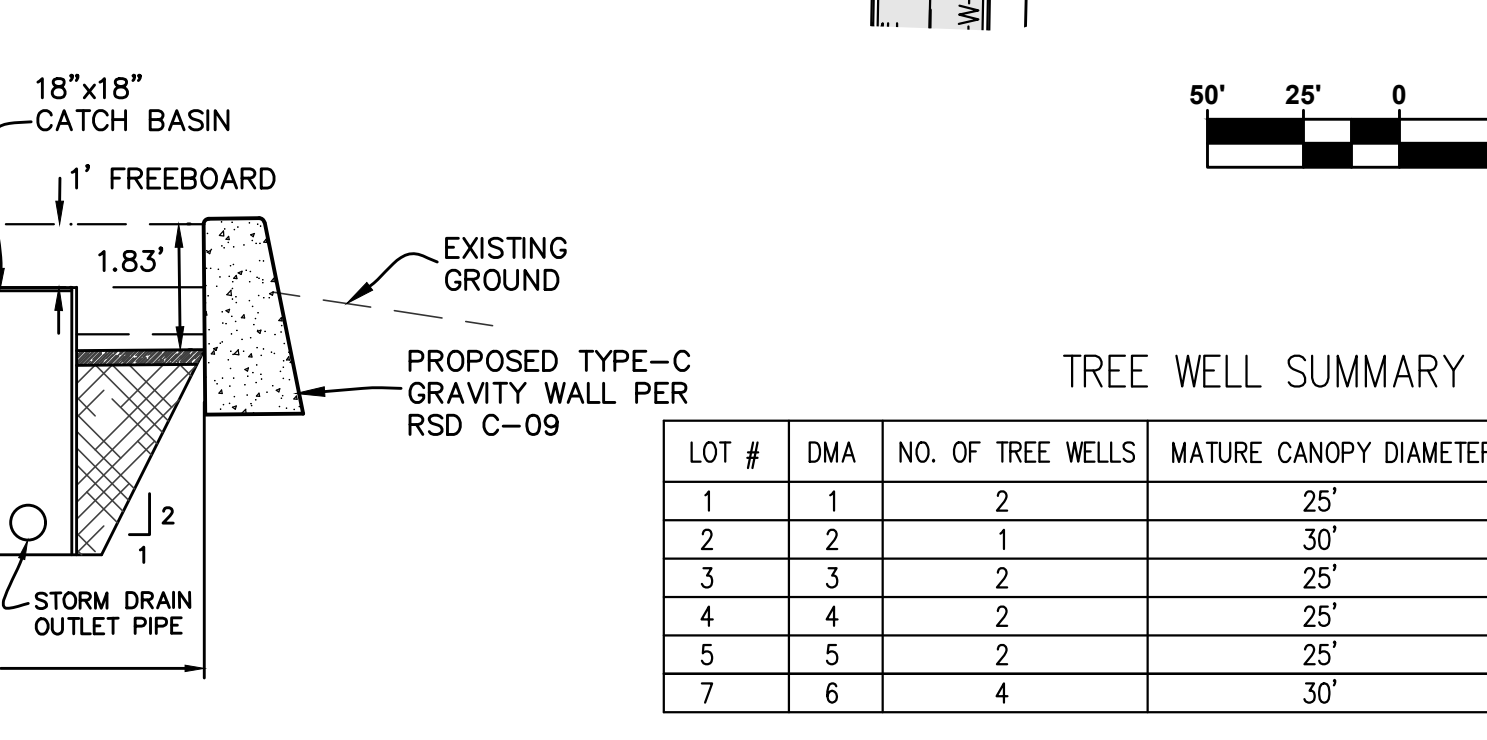 -W-
18"x18"
CATCH BASIN
50' 25' 0
1' FREEBOARD
1.83'
EXISTING
GROUND
PROPOSED TYPE-C
GRAVITY WALL PER
RSD C-09
2
1
STORM DRAIN
OUTLET PIPE
TREE WELL SUMMARY
LOT # DMA NO. OF TREE WELLS MATURE CANOPY DIAMETER
1 1 2 25'
2 2 1 30'
3 3 2 25'
4 4 2 25'
5 5 2 25'
7 6 4 30'